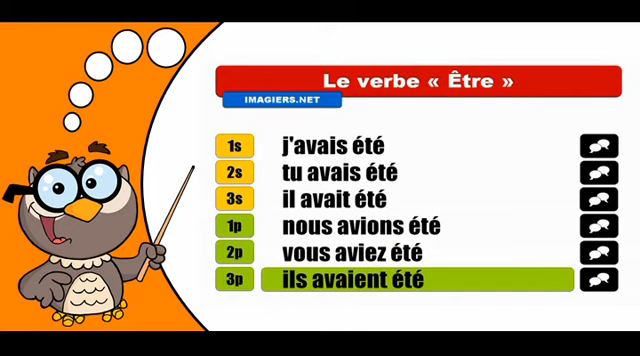 Le verbe « Être »
IMAGIERS.NET
1s j'avais été
2s tu avais été
3s il avait été
1p nous avions été
2p vous aviez été
3p ils avaient été